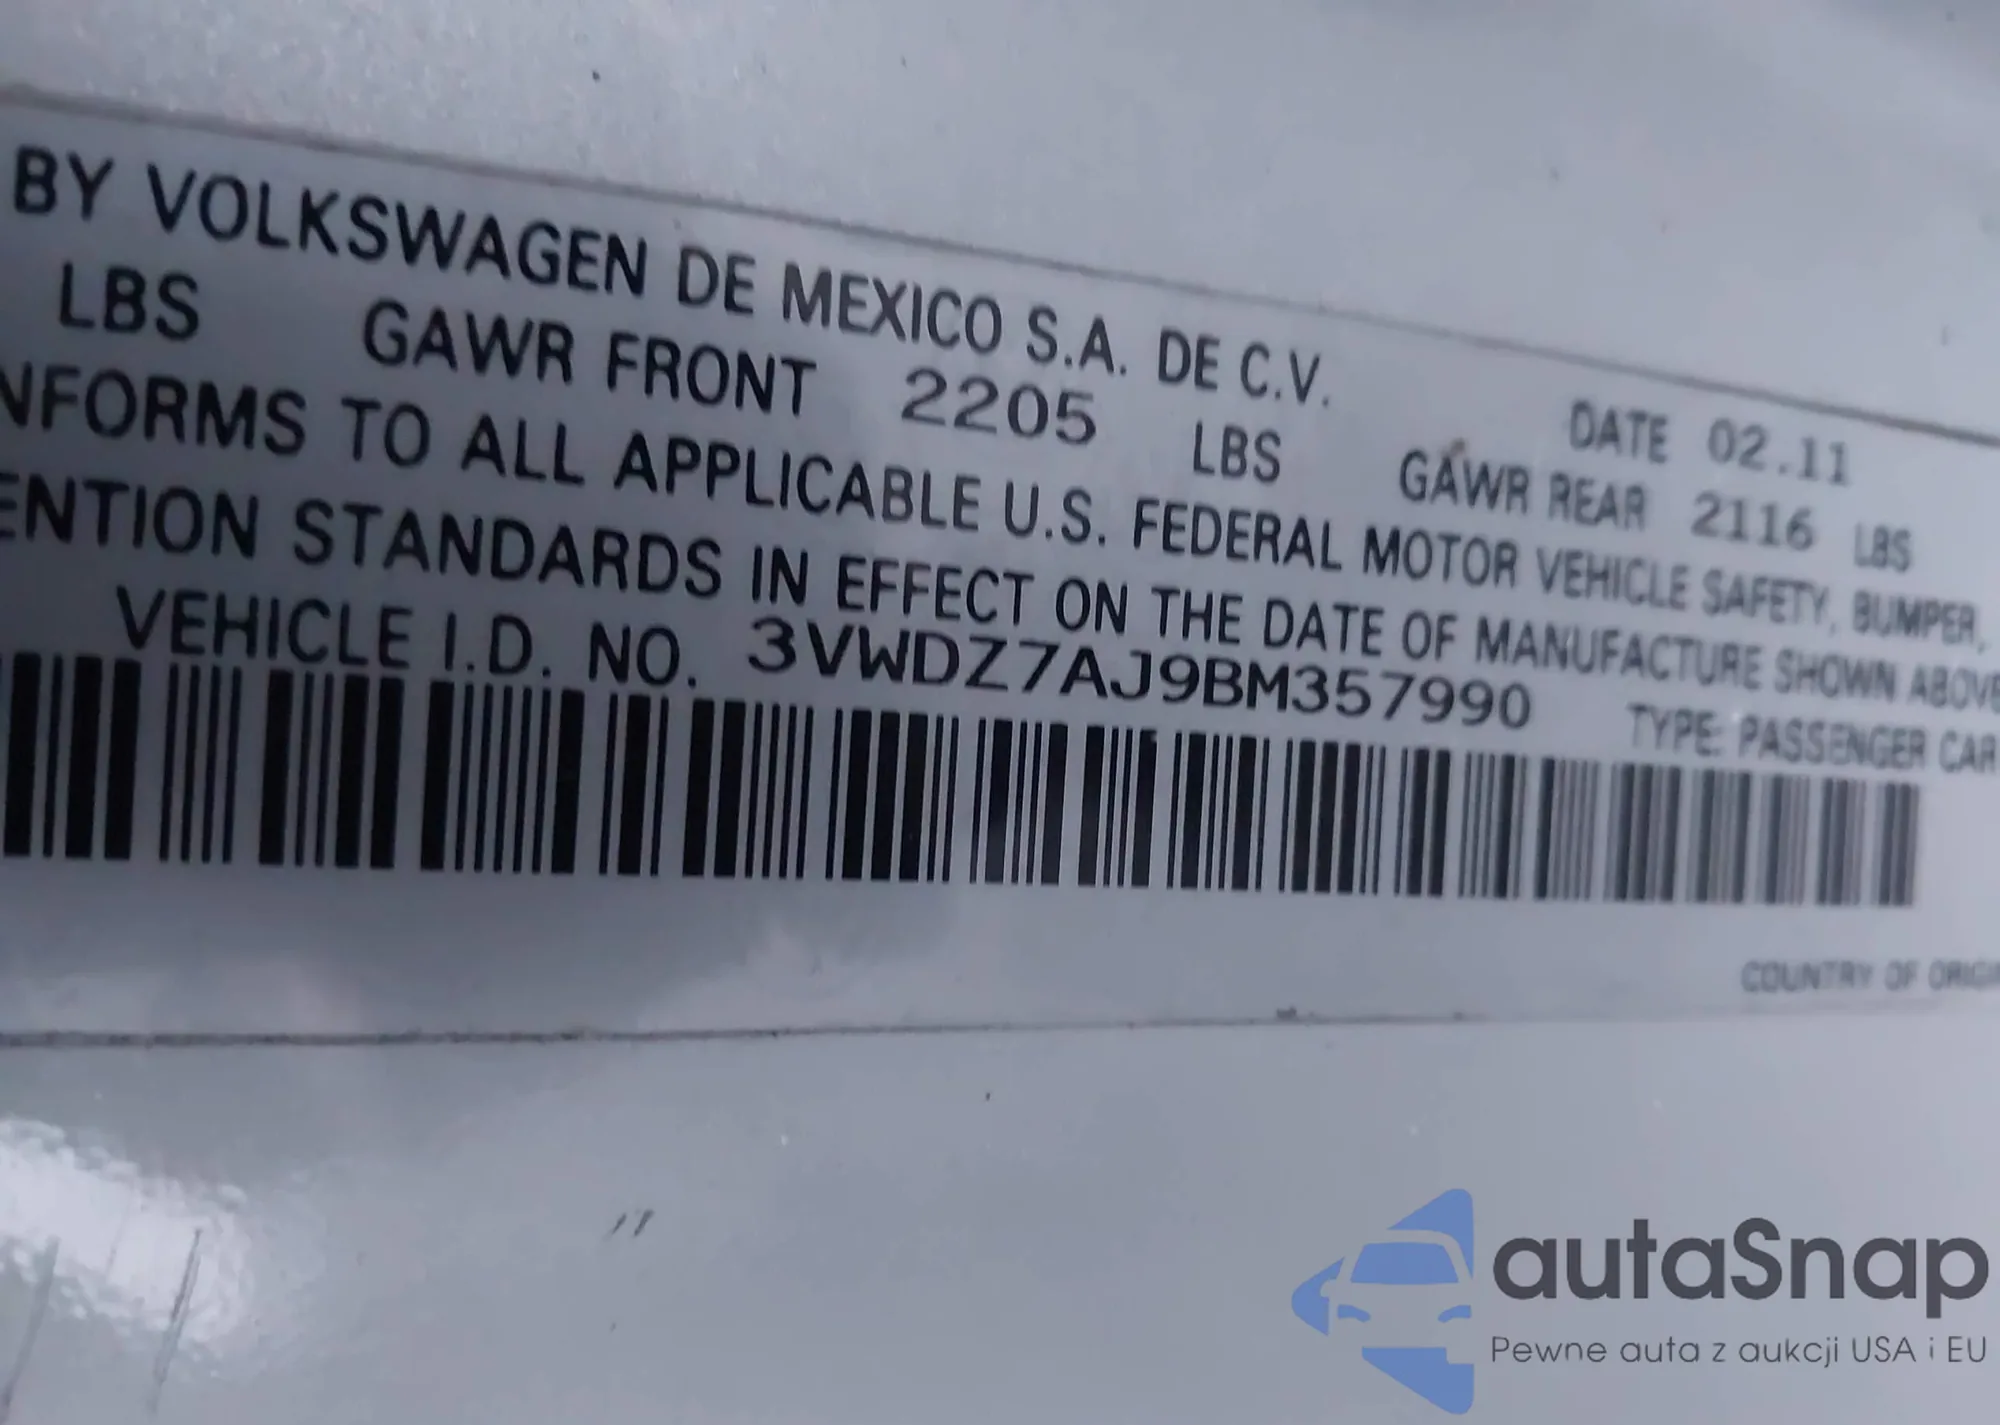 BY VOLKSWAGEN DE MEXICO S.A. DE C.V. DATE 02.11
LBS GAWR FRONT 2205 LBS GAWR REAR 2116 LBS
NFORMS TO ALL APPLICABLE U.S. FEDERAL MOTOR VEHICLE SAFETY, BUMPER,
ENTION STANDARDS IN EFFECT ON THE DATE OF MANUFACTURE SHOWN ABOVE
VEHICLE I.D. NO. 3VWDZ7AJ9BM357990 TYPE: PASSENGER CAR
COUNTRY OF ORIGI
autaSnap
Pewne auta z aukcji USA i EU